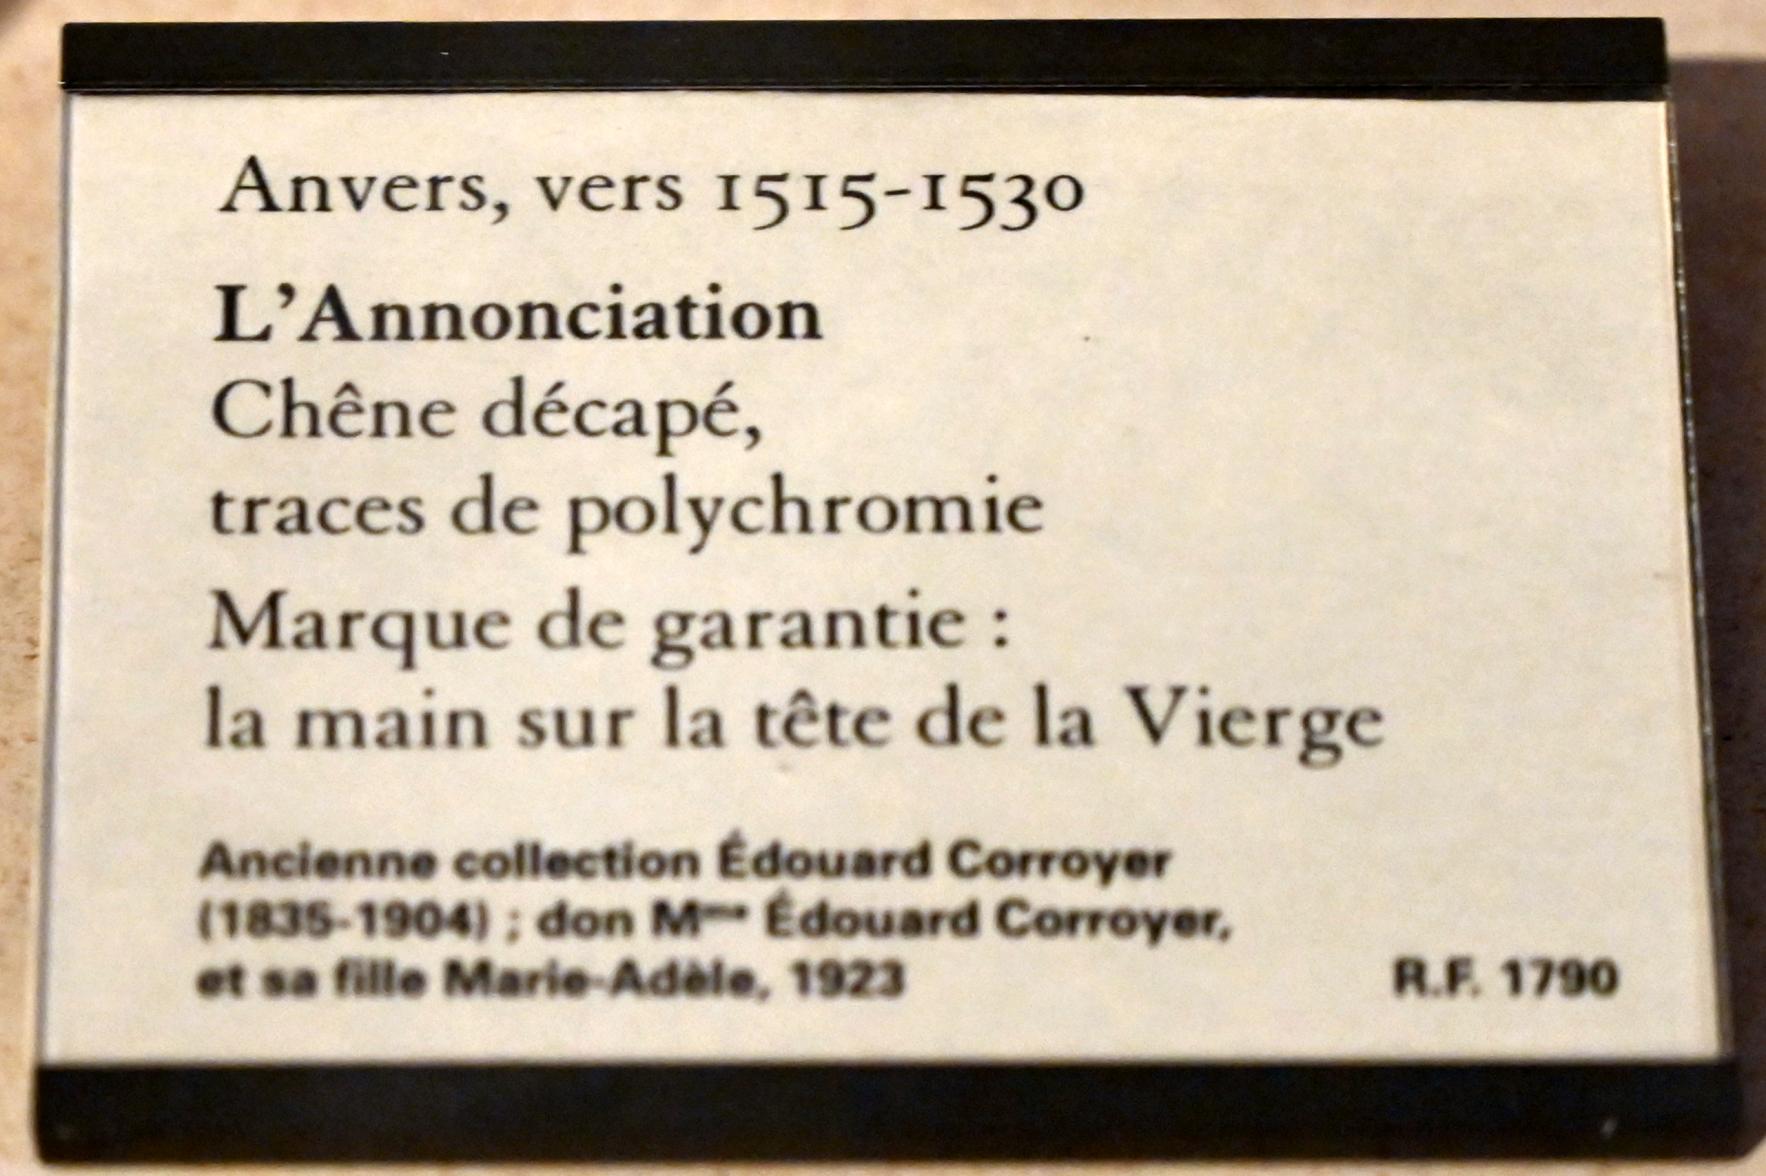 Anvers, vers 1515-1530
L’Annonciation
Chêne décapé,
traces de polychromie
Marque de garantie :
la main sur la tête de la Vierge
Ancienne collection Édouard Corroyer
(1835-1904) ; don Mme Édouard Corroyer,
et sa fille Marie-Adèle, 1923
R.F. 1790